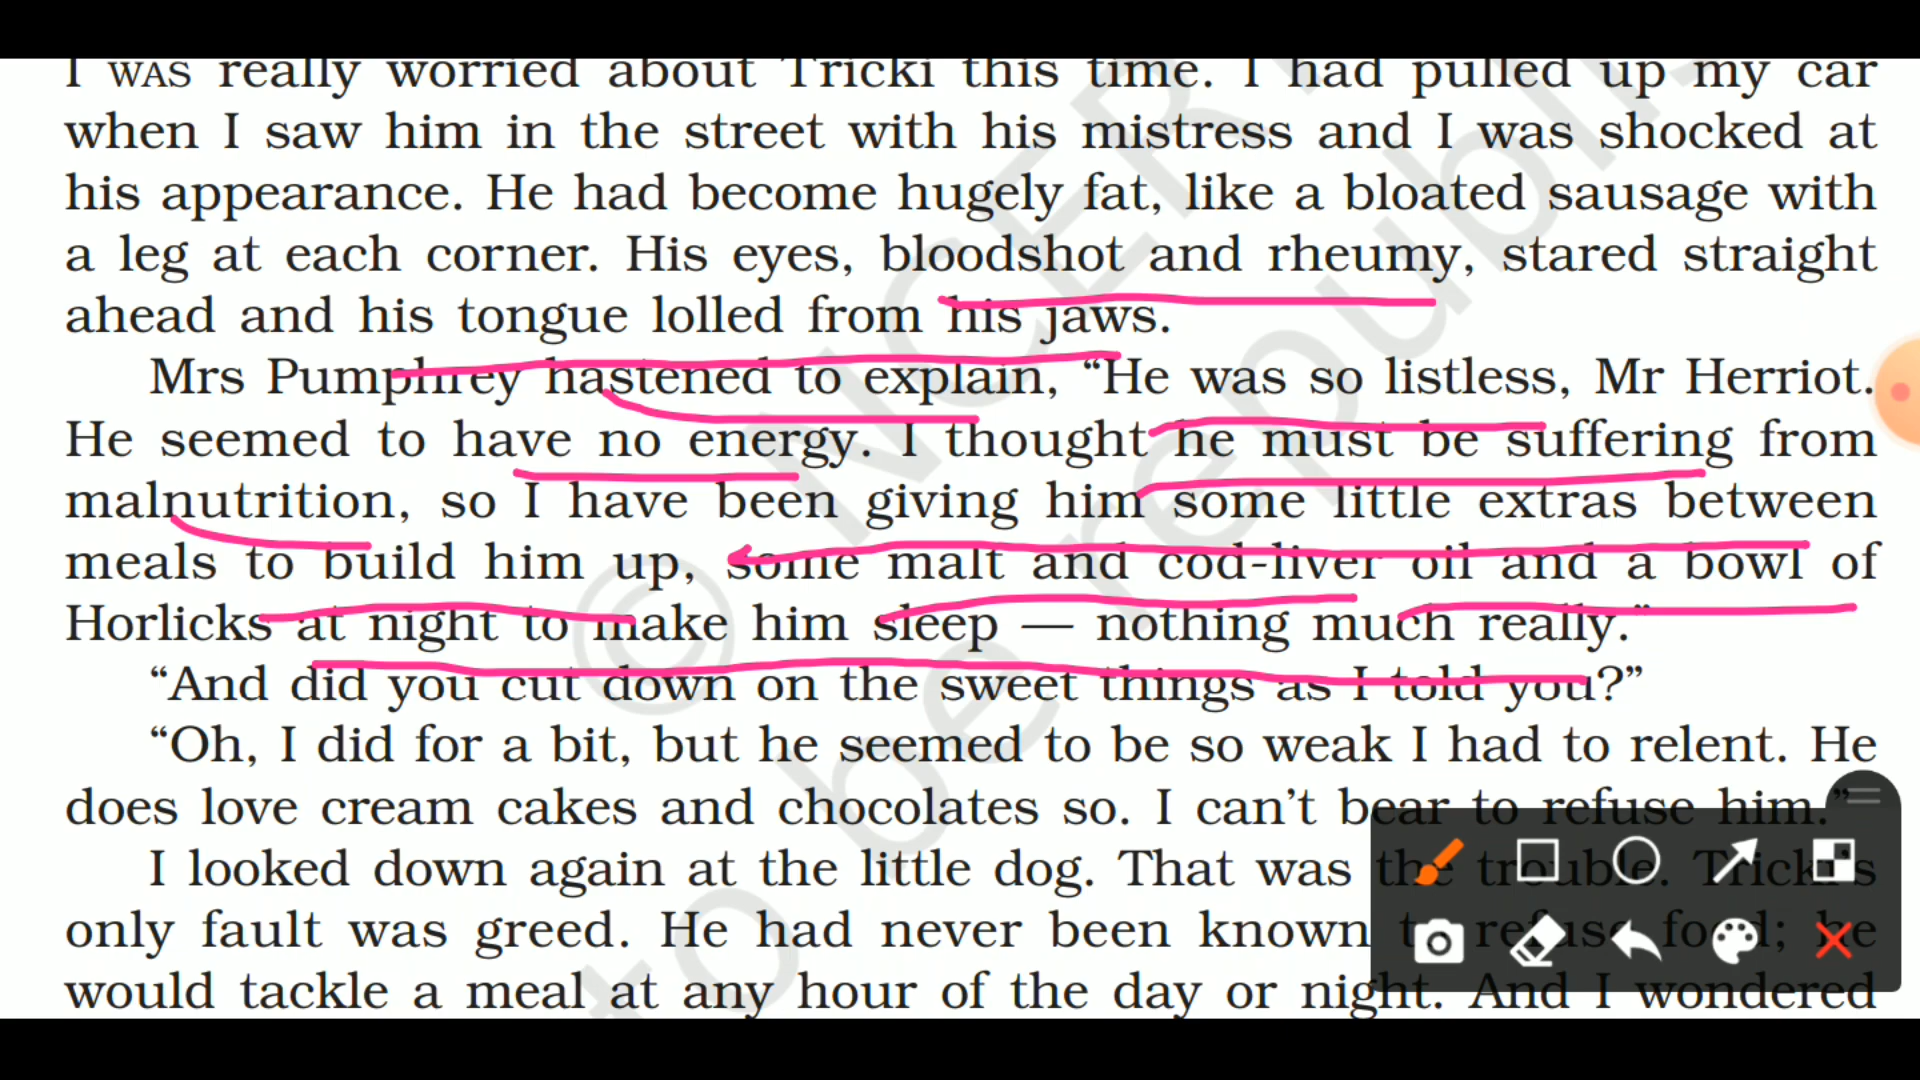 I WAS really worried about Tricki this time. I had pulled up my car
when I saw him in the street with his mistress and I was shocked at
his appearance. He had become hugely fat, like a bloated sausage with
a leg at each corner. His eyes, bloodshot and rheumy, stared straight
ahead and his tongue lolled from his jaws.
Mrs Pumphrey hastened to explain, “He was so listless, Mr Herriot.
He seemed to have no energy. I thought he must be suffering from
malnutrition, so I have been giving him some little extras between
meals to build him up, some malt and cod-liver oil and a bowl of
Horlicks at night to make him sleep — nothing much really.”
“And did you cut down on the sweet things as I told you?”
“Oh, I did for a bit, but he seemed to be so weak I had to relent. He
does love cream cakes and chocolates so. I can’t bear to refuse him.”
I looked down again at the little dog. That was the trouble. Tricki’s
only fault was greed. He had never been known to refuse food; he
would tackle a meal at any hour of the day or night. And I wondered
© NCERT
to be republi